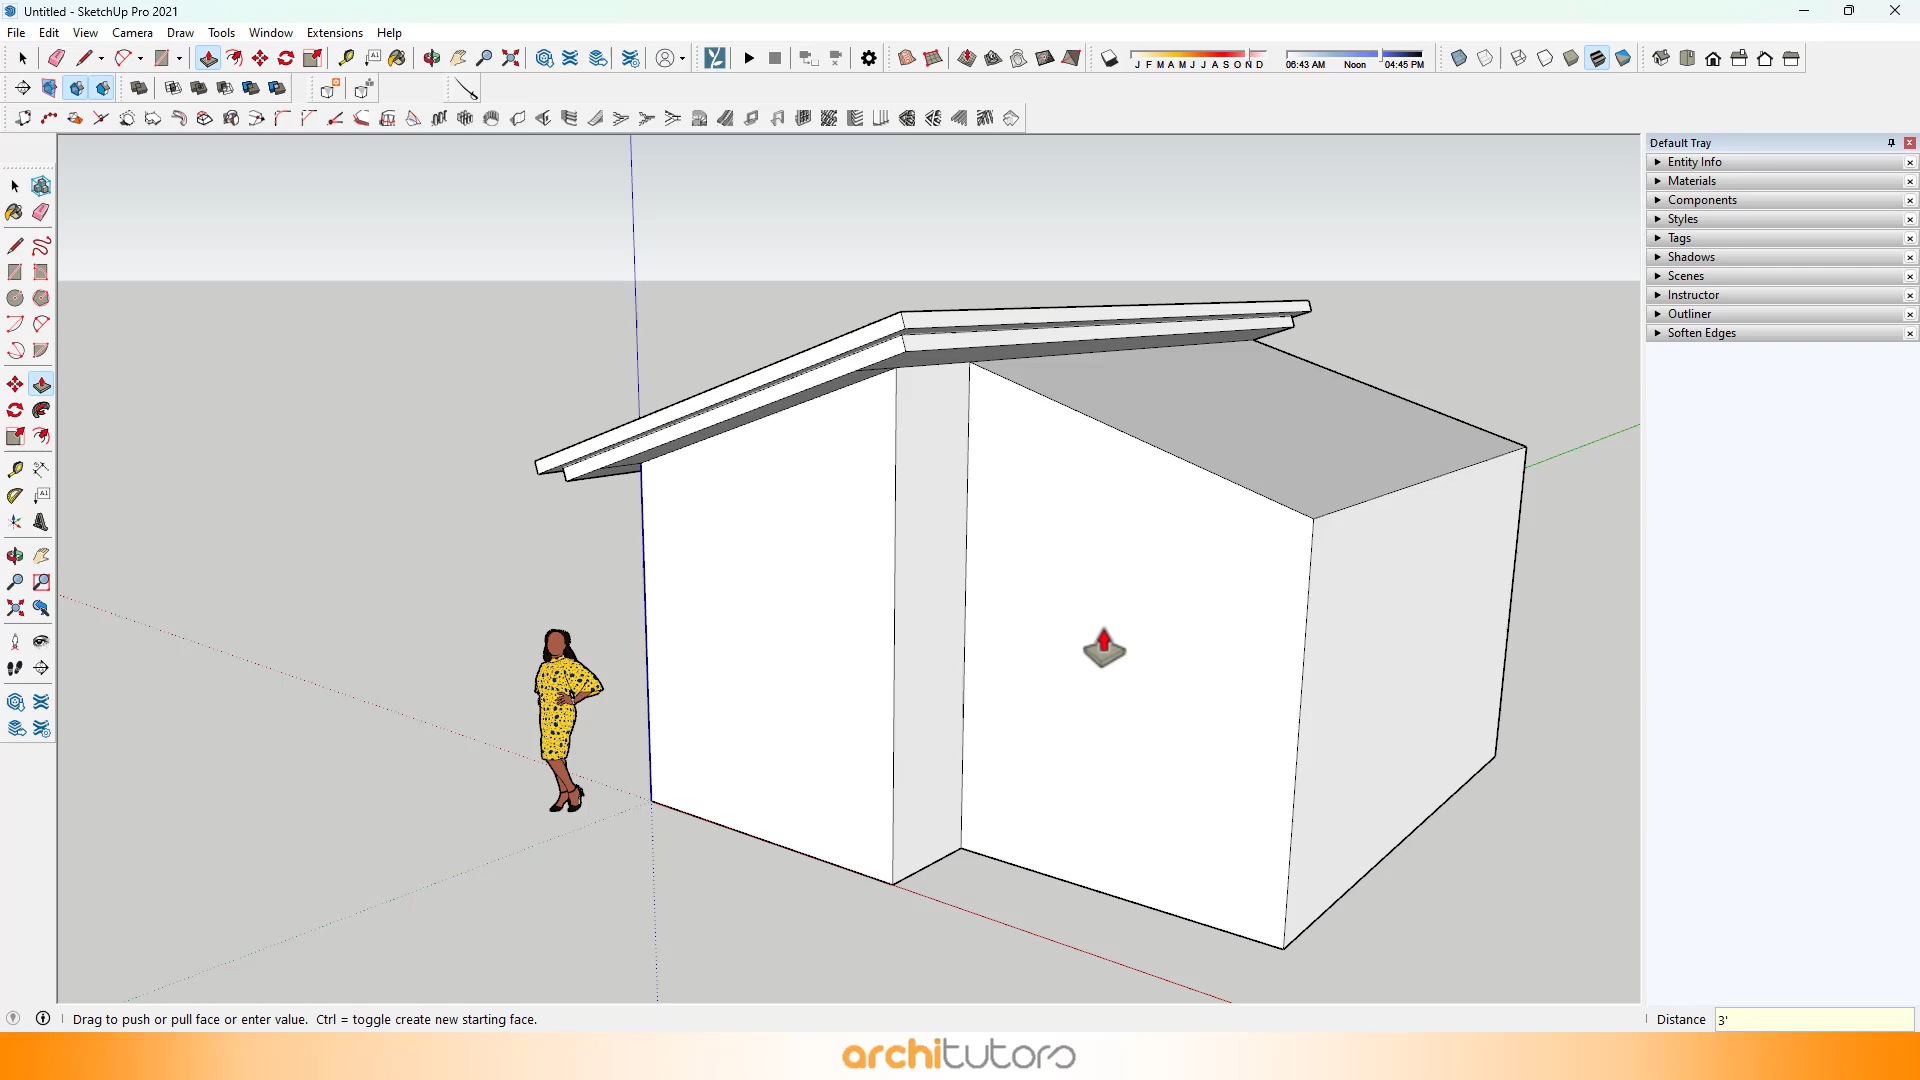 Untitled - SketchUp Pro 2021
File Edit View Camera Draw Tools Window Extensions Help
J F M A M J J A S O N D
06:43 AM Noon 04:45 PM
Default Tray
Entity Info
Materials
Components
Styles
Tags
Shadows
Scenes
Instructor
Outliner
Soften Edges
Drag to push or pull face or enter value. Ctrl = toggle create new starting face.
Distance 3'
architutors